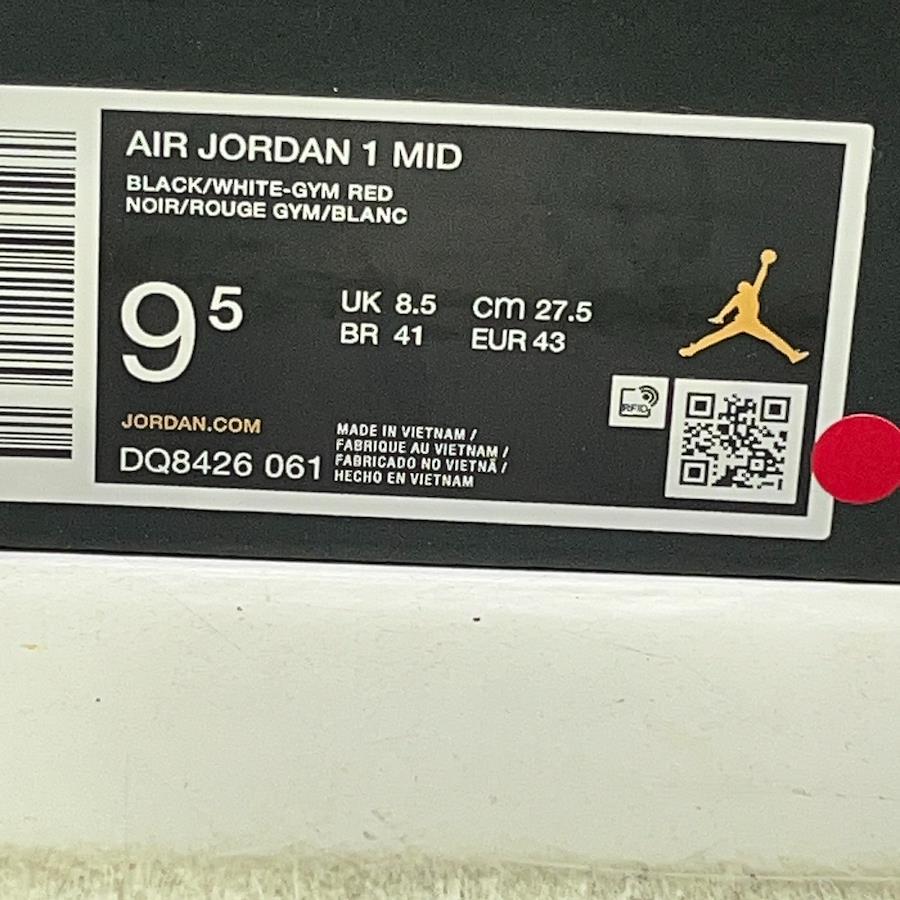 AIR JORDAN 1 MID
BLACK/WHITE-GYM RED
NOIR/ROUGE GYM/BLANC
9⁵
UK 8.5 cm 27.5
BR 41 EUR 43
RFID
JORDAN.COM
DQ8426 061
MADE IN VIETNAM /
FABRIQUE AU VIETNAM /
FABRICADO NO VIETNÃ /
HECHO EN VIETNAM